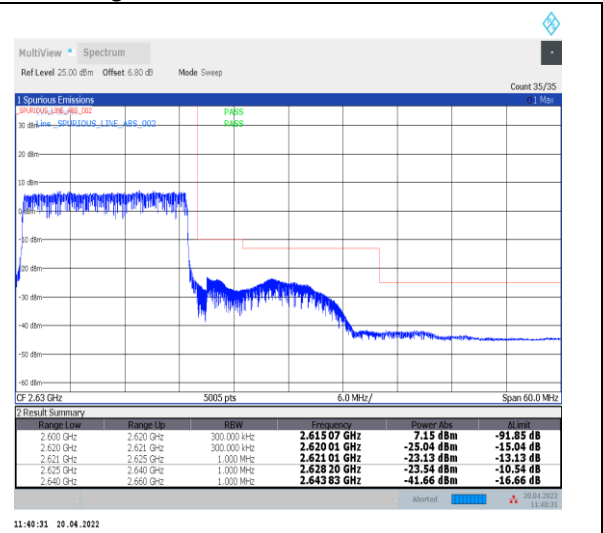 MultiView Spectrum
Ref Level 25.00 dBm Offset 6.80 dB Mode Sweep
Count 35/35
1 Spurious Emissions 1 Max
_SPURIOUS_LINE_ABS_002 PASS
30 dBm Line _SPURIOUS_LINE_ABS_002 PASS
20 dBm
10 dBm
0 dBm
-10 dBm
-20 dBm
-30 dBm
-40 dBm
-50 dBm
-60 dBm
CF 2.63 GHz 5005 pts 6.0 MHz/ Span 60.0 MHz
2 Result Summary
Range Low Range Up RBW Frequency Power Abs ΔLimit
2.600 GHz 2.620 GHz 300.000 kHz 2.615 07 GHz 7.15 dBm -91.85 dB
2.620 GHz 2.621 GHz 300.000 kHz 2.620 01 GHz -25.04 dBm -15.04 dB
2.621 GHz 2.625 GHz 1.000 MHz 2.621 01 GHz -23.13 dBm -13.13 dB
2.625 GHz 2.640 GHz 1.000 MHz 2.628 20 GHz -23.54 dBm -10.54 dB
2.640 GHz 2.660 GHz 1.000 MHz 2.643 83 GHz -41.66 dBm -16.66 dB
Aborted 20.04.2022
11:40:31
11:40:31 20.04.2022